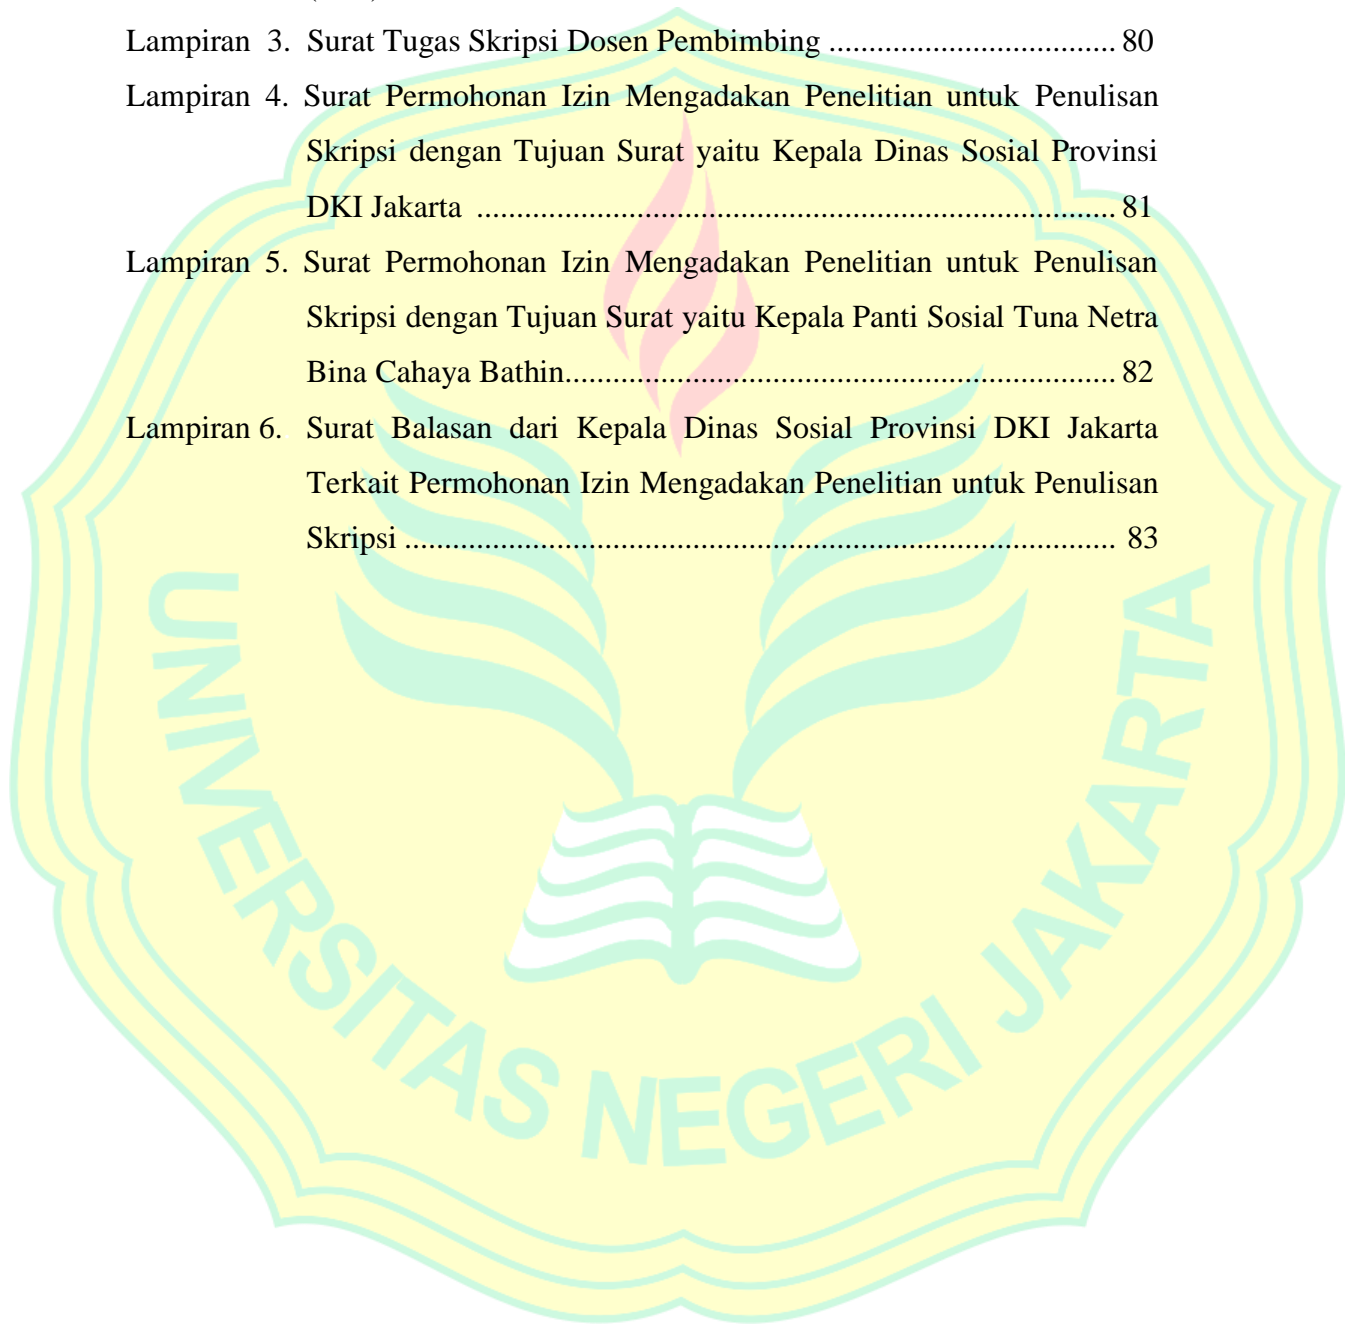 Lampiran 3. Surat Tugas Skripsi Dosen Pembimbing .................................... 80
Lampiran 4. Surat Permohonan Izin Mengadakan Penelitian untuk Penulisan
Skripsi dengan Tujuan Surat yaitu Kepala Dinas Sosial Provinsi
DKI Jakarta ................................................................................ 81
Lampiran 5. Surat Permohonan Izin Mengadakan Penelitian untuk Penulisan
Skripsi dengan Tujuan Surat yaitu Kepala Panti Sosial Tuna Netra
Bina Cahaya Bathin..................................................................... 82
Lampiran 6. Surat Balasan dari Kepala Dinas Sosial Provinsi DKI Jakarta
Terkait Permohonan Izin Mengadakan Penelitian untuk Penulisan
Skripsi ......................................................................................... 83
UNIVERSITAS NEGERI JAKARTA